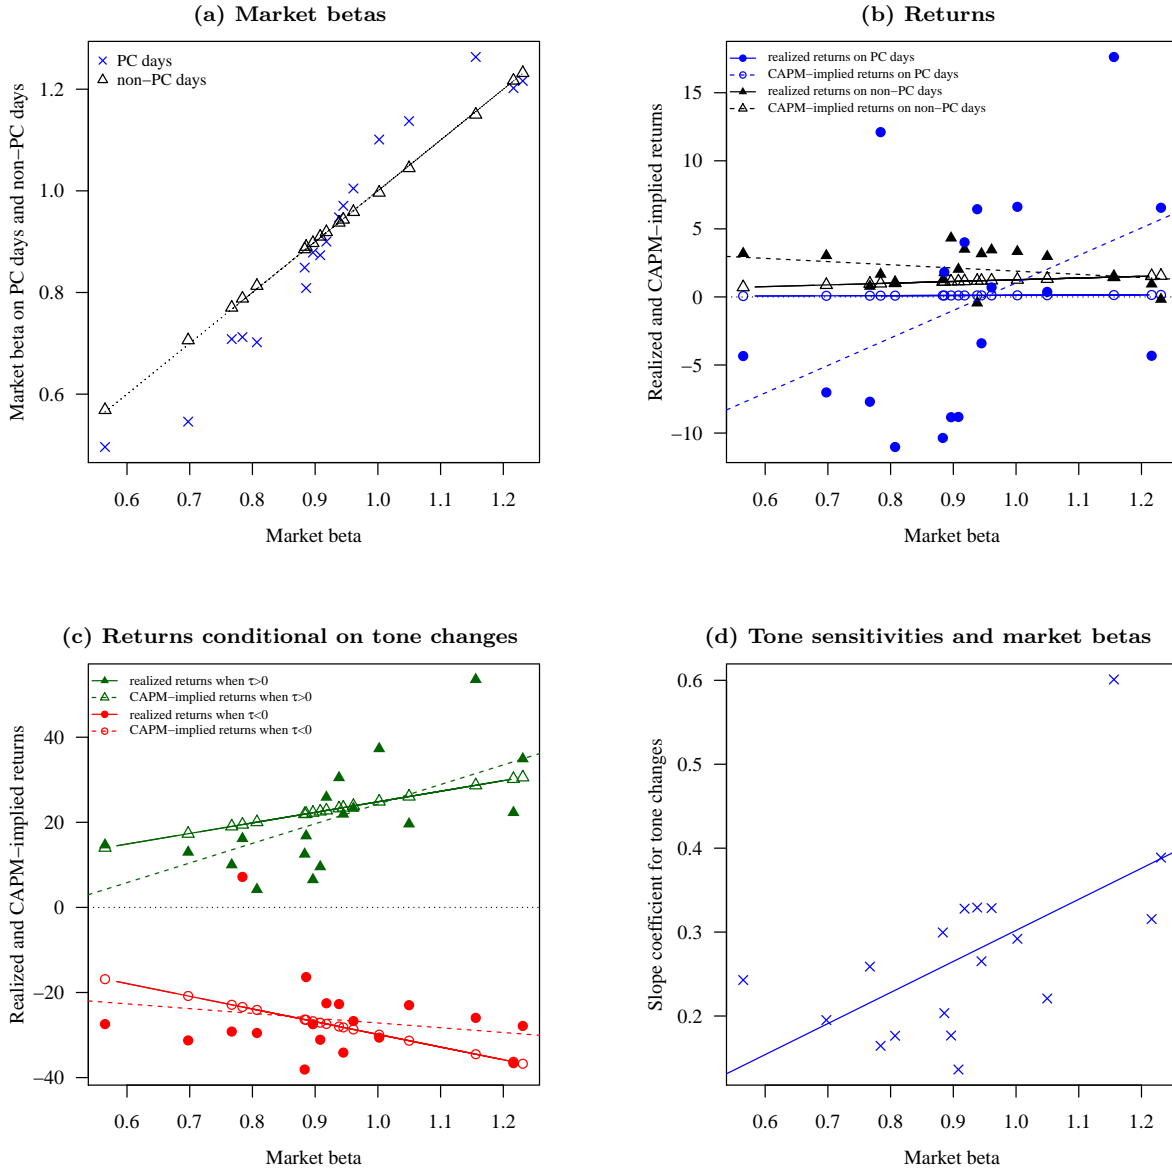 (a) Market betas
Market beta on PC days and non−PC days
PC days
non−PC days
1.2
1.0
0.8
0.6
0.6 0.7 0.8 0.9 1.0 1.1 1.2
Market beta
(b) Returns
Realized and CAPM−implied returns
realized returns on PC days
CAPM−implied returns on PC days
realized returns on non−PC days
CAPM−implied returns on non−PC days
15
10
5
0
−5
−10
0.6 0.7 0.8 0.9 1.0 1.1 1.2
Market beta
(c) Returns conditional on tone changes
Realized and CAPM−implied returns
realized returns when τ>0
CAPM−implied returns when τ>0
realized returns when τ<0
CAPM−implied returns when τ<0
40
20
0
−20
−40
0.6 0.7 0.8 0.9 1.0 1.1 1.2
Market beta
(d) Tone sensitivities and market betas
Slope coefficient for tone changes
0.6
0.5
0.4
0.3
0.2
0.6 0.7 0.8 0.9 1.0 1.1 1.2
Market beta